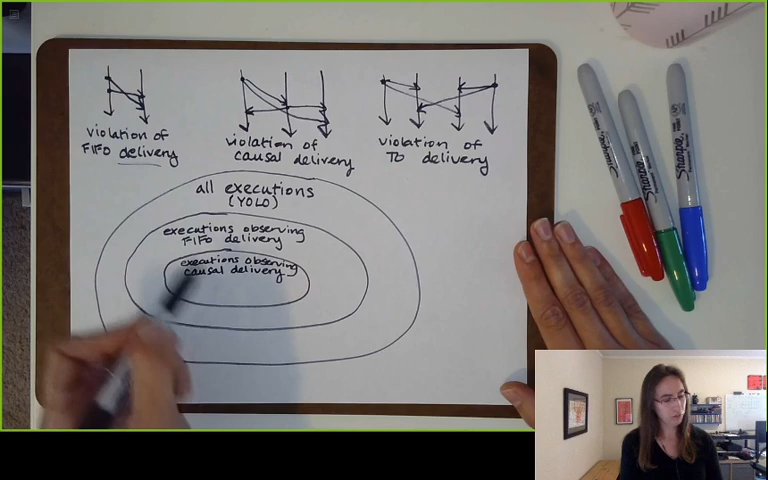 violation of
FIFO delivery
violation of
causal delivery
violation of
TO delivery
all executions
(YOLO)
executions observing
FIFO delivery
executions observing
causal delivery
Sharpie
Sharpie
Sharpie